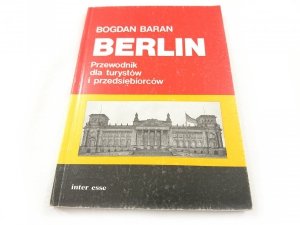 BOGDAN BARAN
BERLIN
Przewodnik
dla turystów
i przedsiębiorców
inter esse